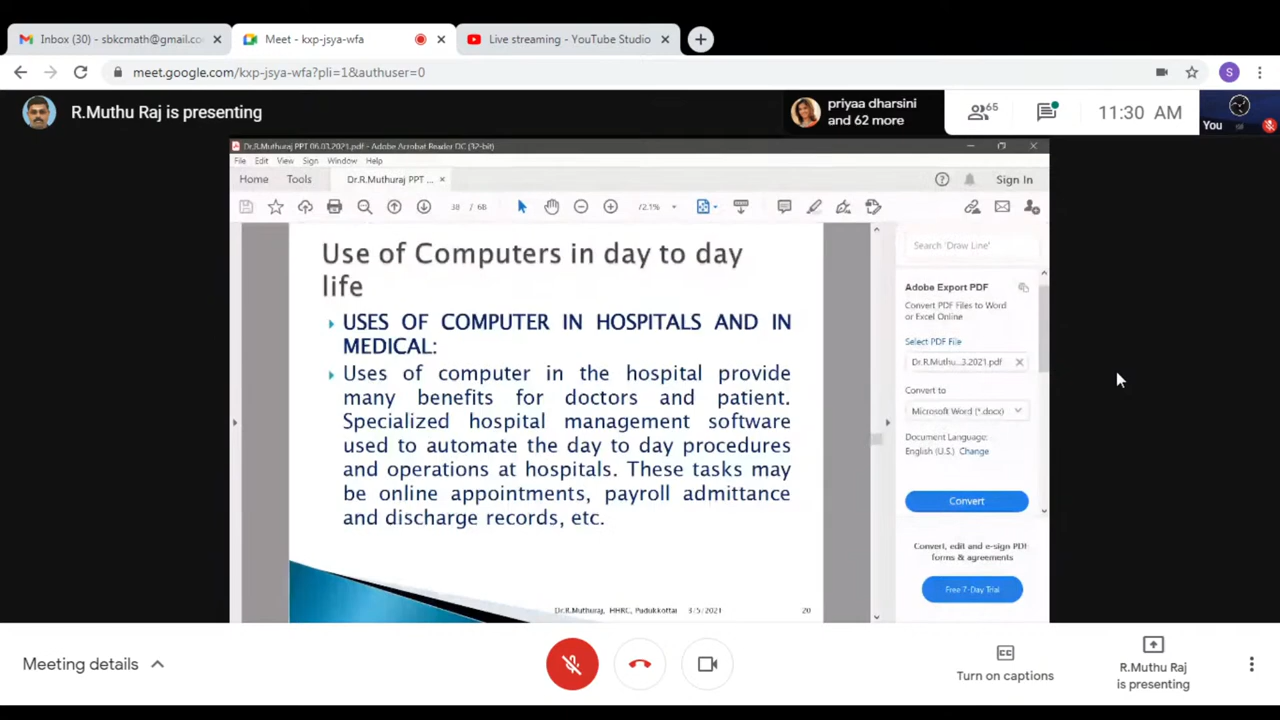 Inbox (30) - sbkcmath@gmail.co
Meet - kxp-jsya-wfa
Live streaming - YouTube Studio
meet.google.com/kxp-jsya-wfa?pli=1&authuser=0
S
R.Muthu Raj is presenting
priyaa dharsini
and 62 more
65
11:30 AM
You
Dr.R.Muthuraj PPT 06.03.2021.pdf - Adobe Acrobat Reader DC (32-bit)
File Edit View Sign Window Help
Home Tools Dr.R.Muthuraj PPT ...
Sign In
38 / 68
72.1%
Use of Computers in day to day
life
USES OF COMPUTER IN HOSPITALS AND IN
MEDICAL:
Uses of computer in the hospital provide
many benefits for doctors and patient.
Specialized hospital management software
used to automate the day to day procedures
and operations at hospitals. These tasks may
be online appointments, payroll admittance
and discharge records, etc.
Dr.R.Muthuraj, HHRC, Pudukkottai 3/5/2021 20
Search 'Draw Line'
Adobe Export PDF
Convert PDF Files to Word
or Excel Online
Select PDF File
Dr.R.Muthu...3.2021.pdf
Convert to
Microsoft Word (*.docx)
Document Language:
English (U.S.) Change
Convert
Convert, edit and e-sign PDF
forms & agreements
Free 7-Day Trial
Meeting details
CC
Turn on captions
R.Muthu Raj
is presenting